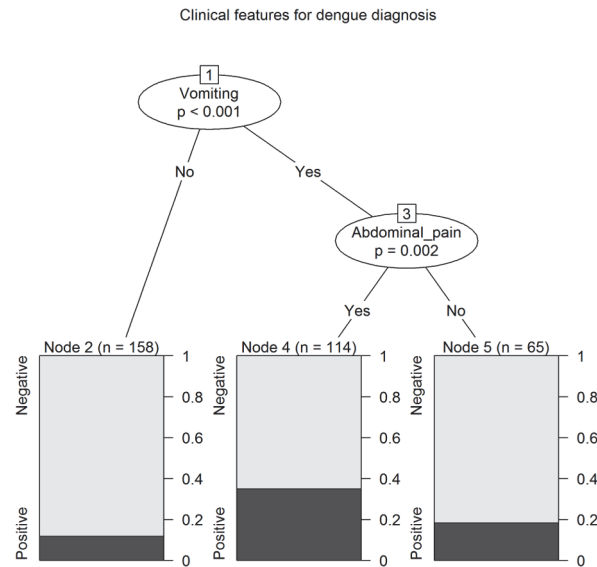 Clinical features for dengue diagnosis
1
Vomiting
p < 0.001
No
Yes
3
Abdominal_pain
p = 0.002
Yes
No
Node 2 (n = 158)
Negative
Positive
1
0.8
0.6
0.4
0.2
0
Node 4 (n = 114)
Negative
Positive
1
0.8
0.6
0.4
0.2
0
Node 5 (n = 65)
Negative
Positive
1
0.8
0.6
0.4
0.2
0